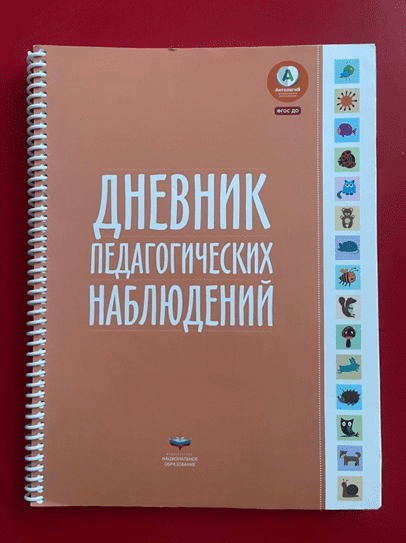 А
Антология
ФГОС ДО
ДНЕВНИК
ПЕДАГОГИЧЕСКИХ
НАБЛЮДЕНИЙ
НАЦИОНАЛЬНОЕ
ОБРАЗОВАНИЕ